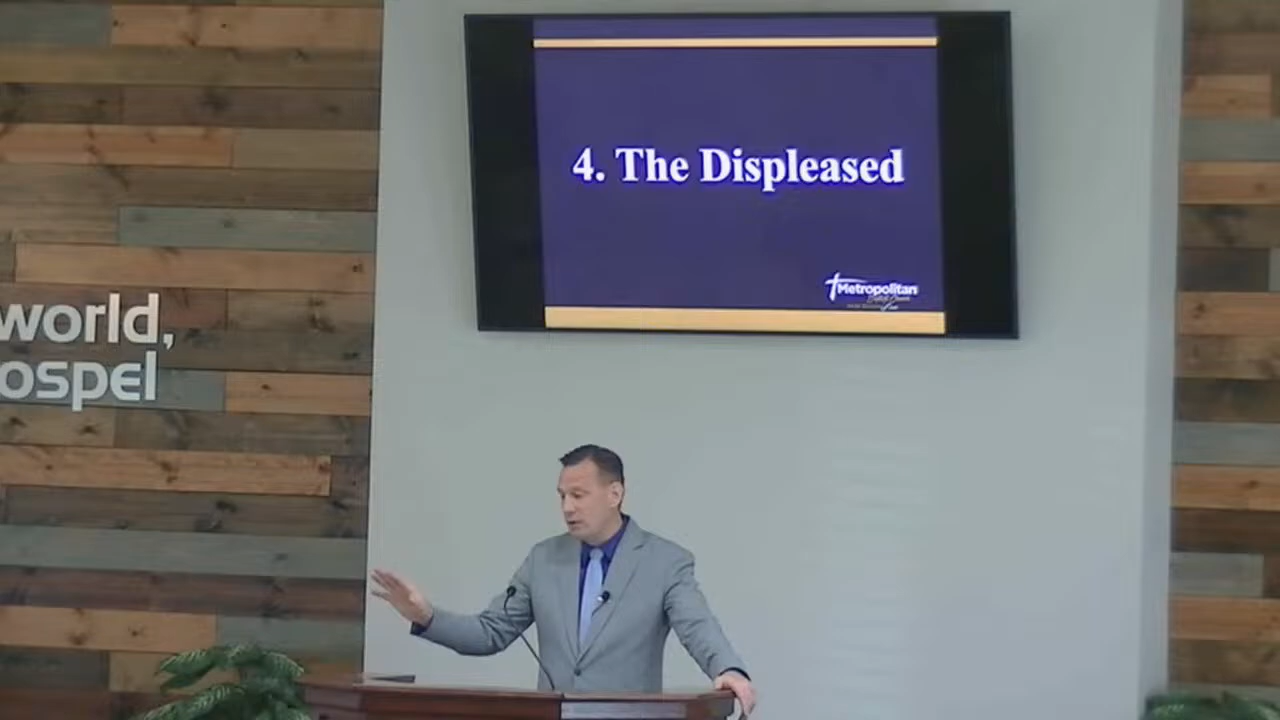 4. The Displeased
Metropolitan
world,
ospel